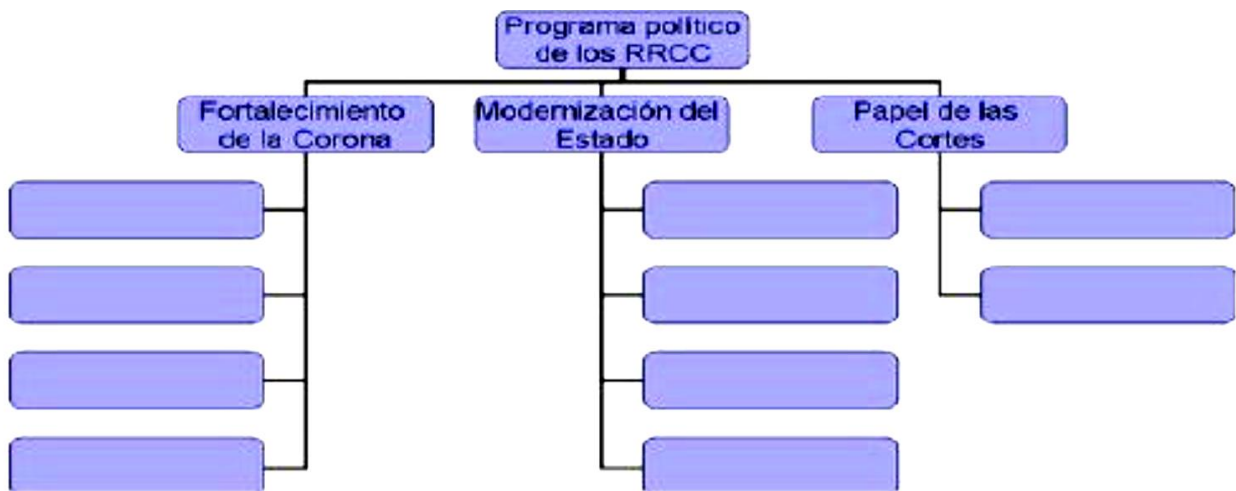 Programa político
de los RRCC
Fortalecimiento
de la Corona
Modernización del
Estado
Papel de las
Cortes